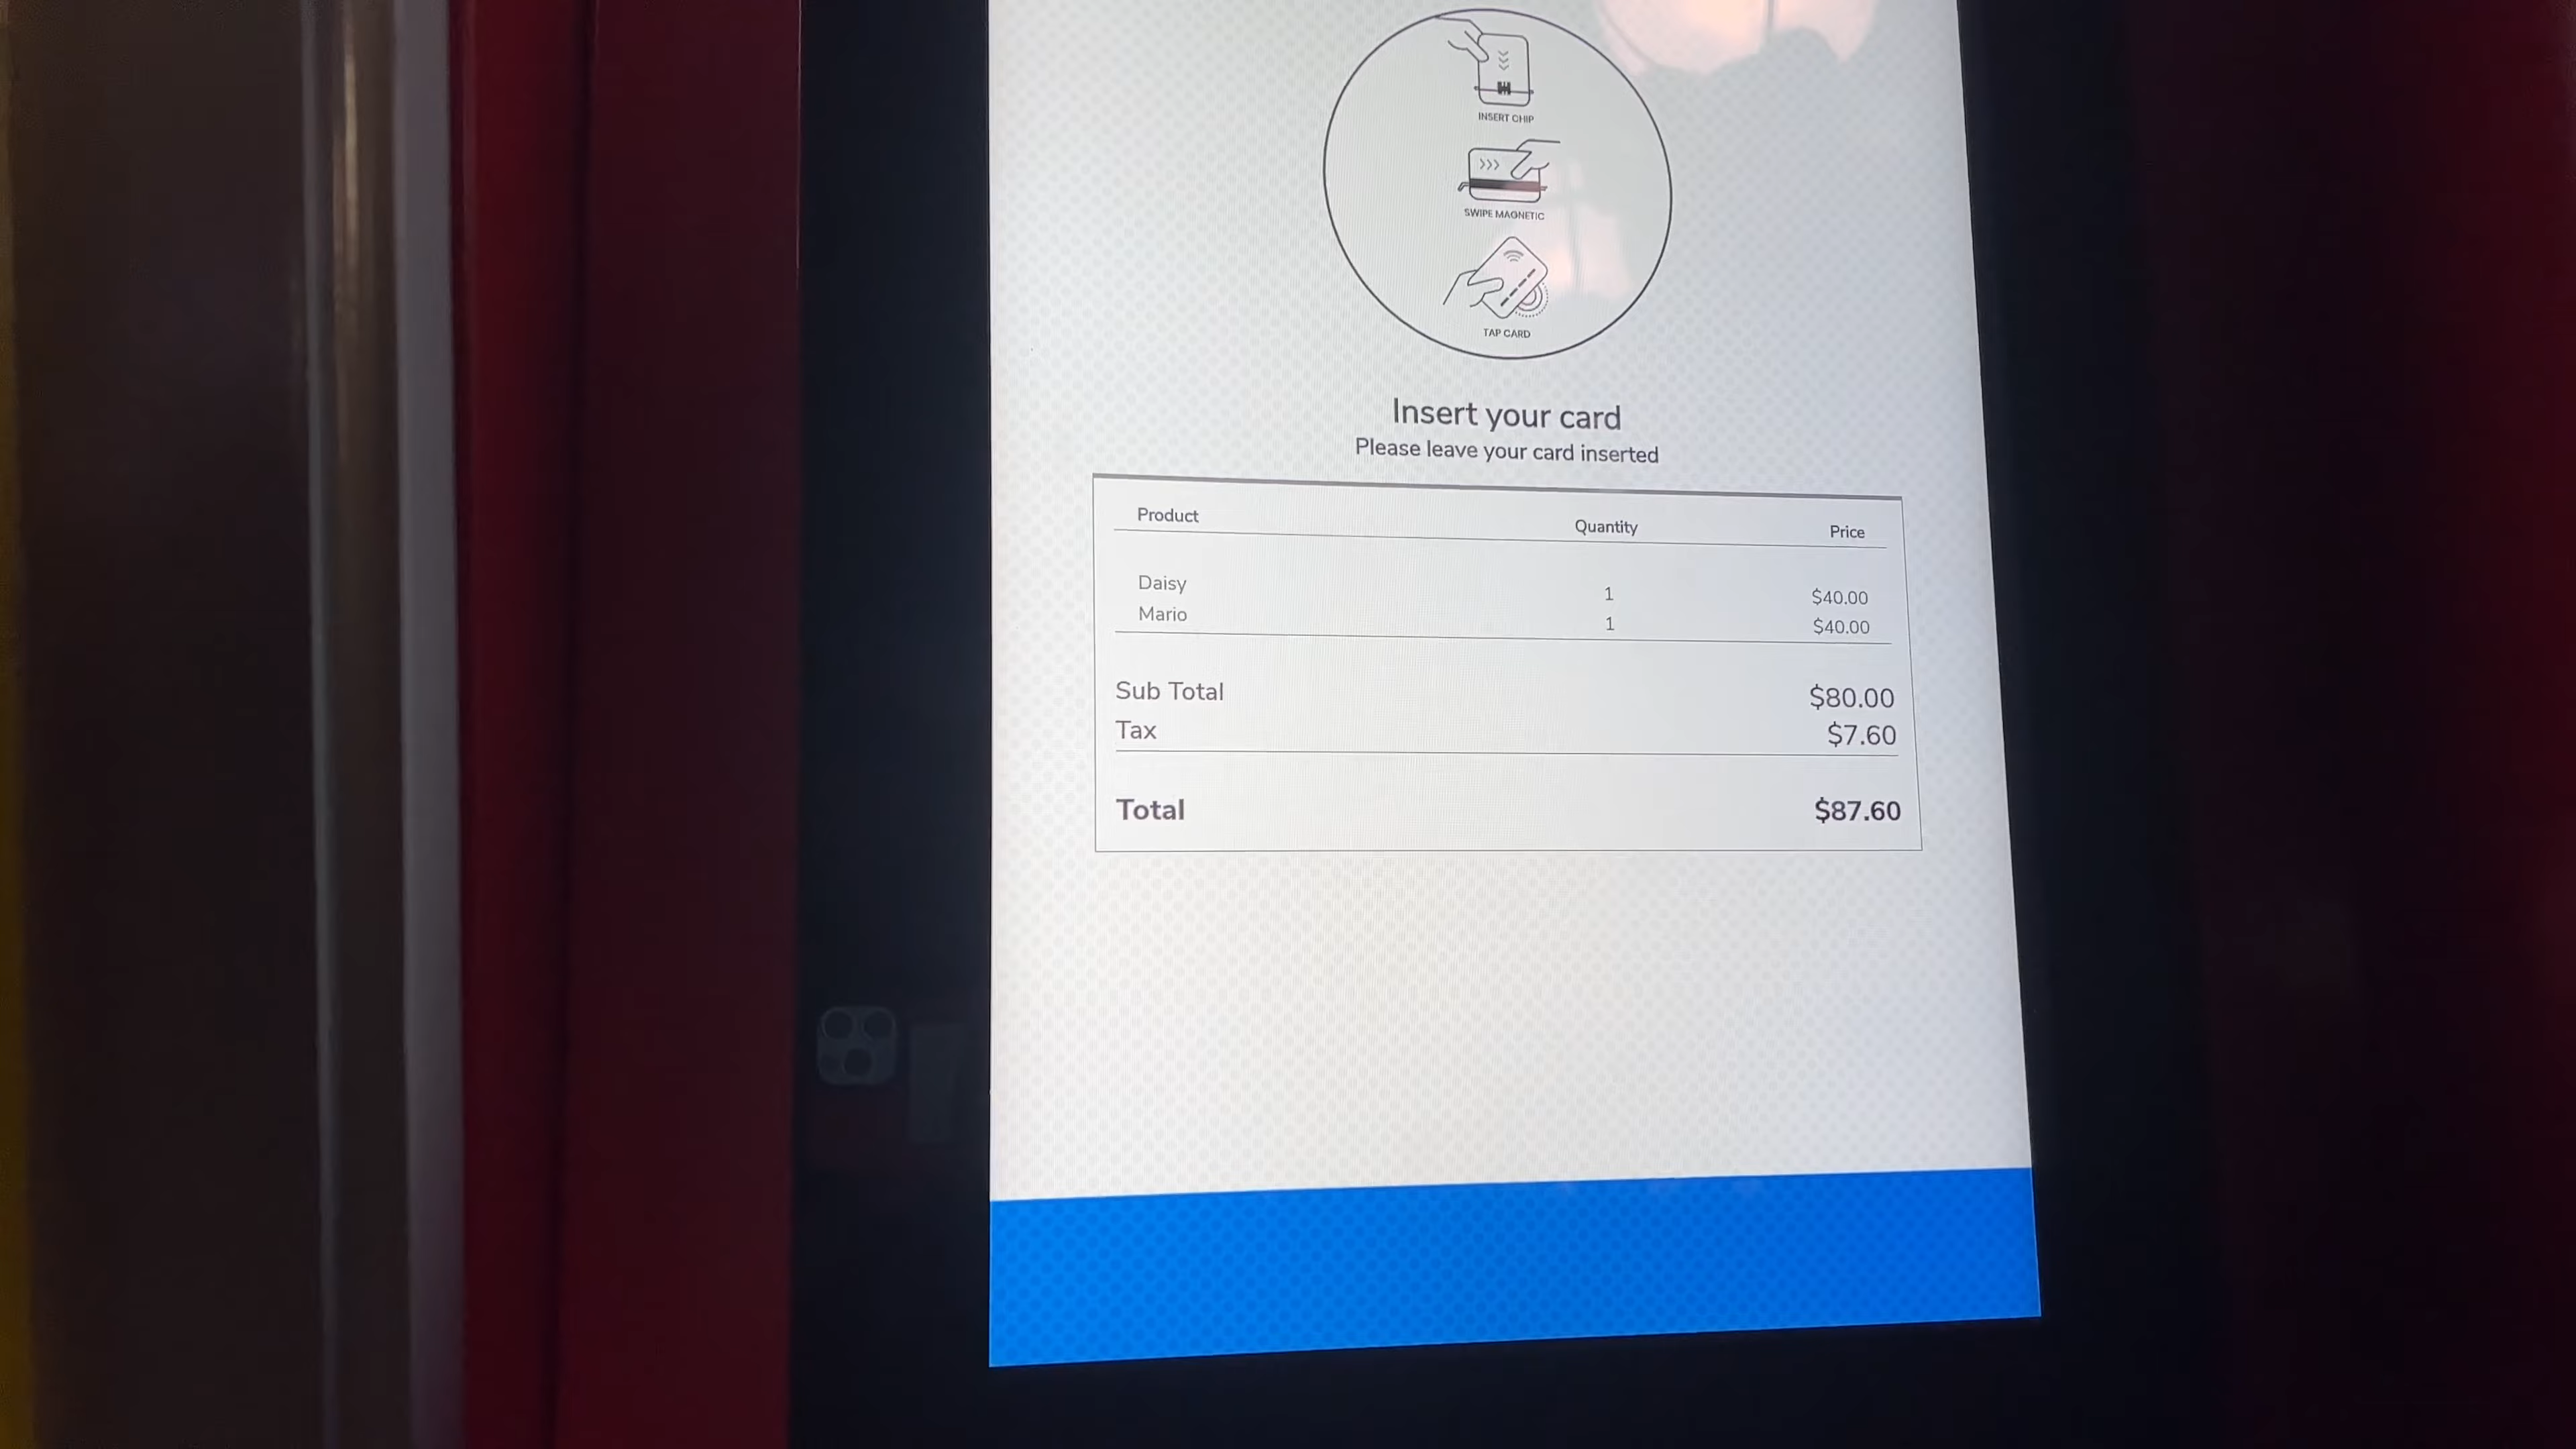 INSERT CHIP
SWIPE MAGNETIC
TAP CARD
Insert your card
Please leave your card inserted
Product Quantity Price
Daisy 1 $40.00
Mario 1 $40.00
Sub Total $80.00
Tax $7.60
Total $87.60